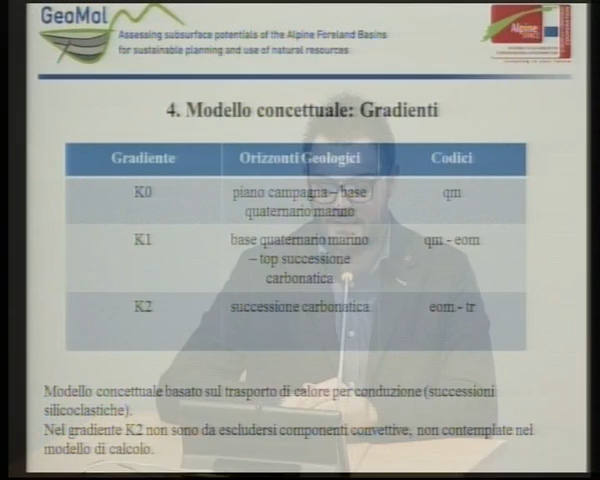 GeoMol
Assessing subsurface potentials of the Alpine Foreland Basins
for sustainable planning and use of natural resources
Alpine
4. Modello concettuale: Gradienti
Gradiente Orizzonti Geologici Codici
K0 piano campagna – base qm
quaternario marino
K1 base quaternario marino qm - eom
– top successione
carbonatica
K2 successione carbonatica eom - tr
Modello concettuale basato sul trasporto di calore per conduzione (successioni
silicoclastiche).
Nel gradiente K2 non sono da escludersi componenti convettive, non contemplate nel
modello di calcolo.